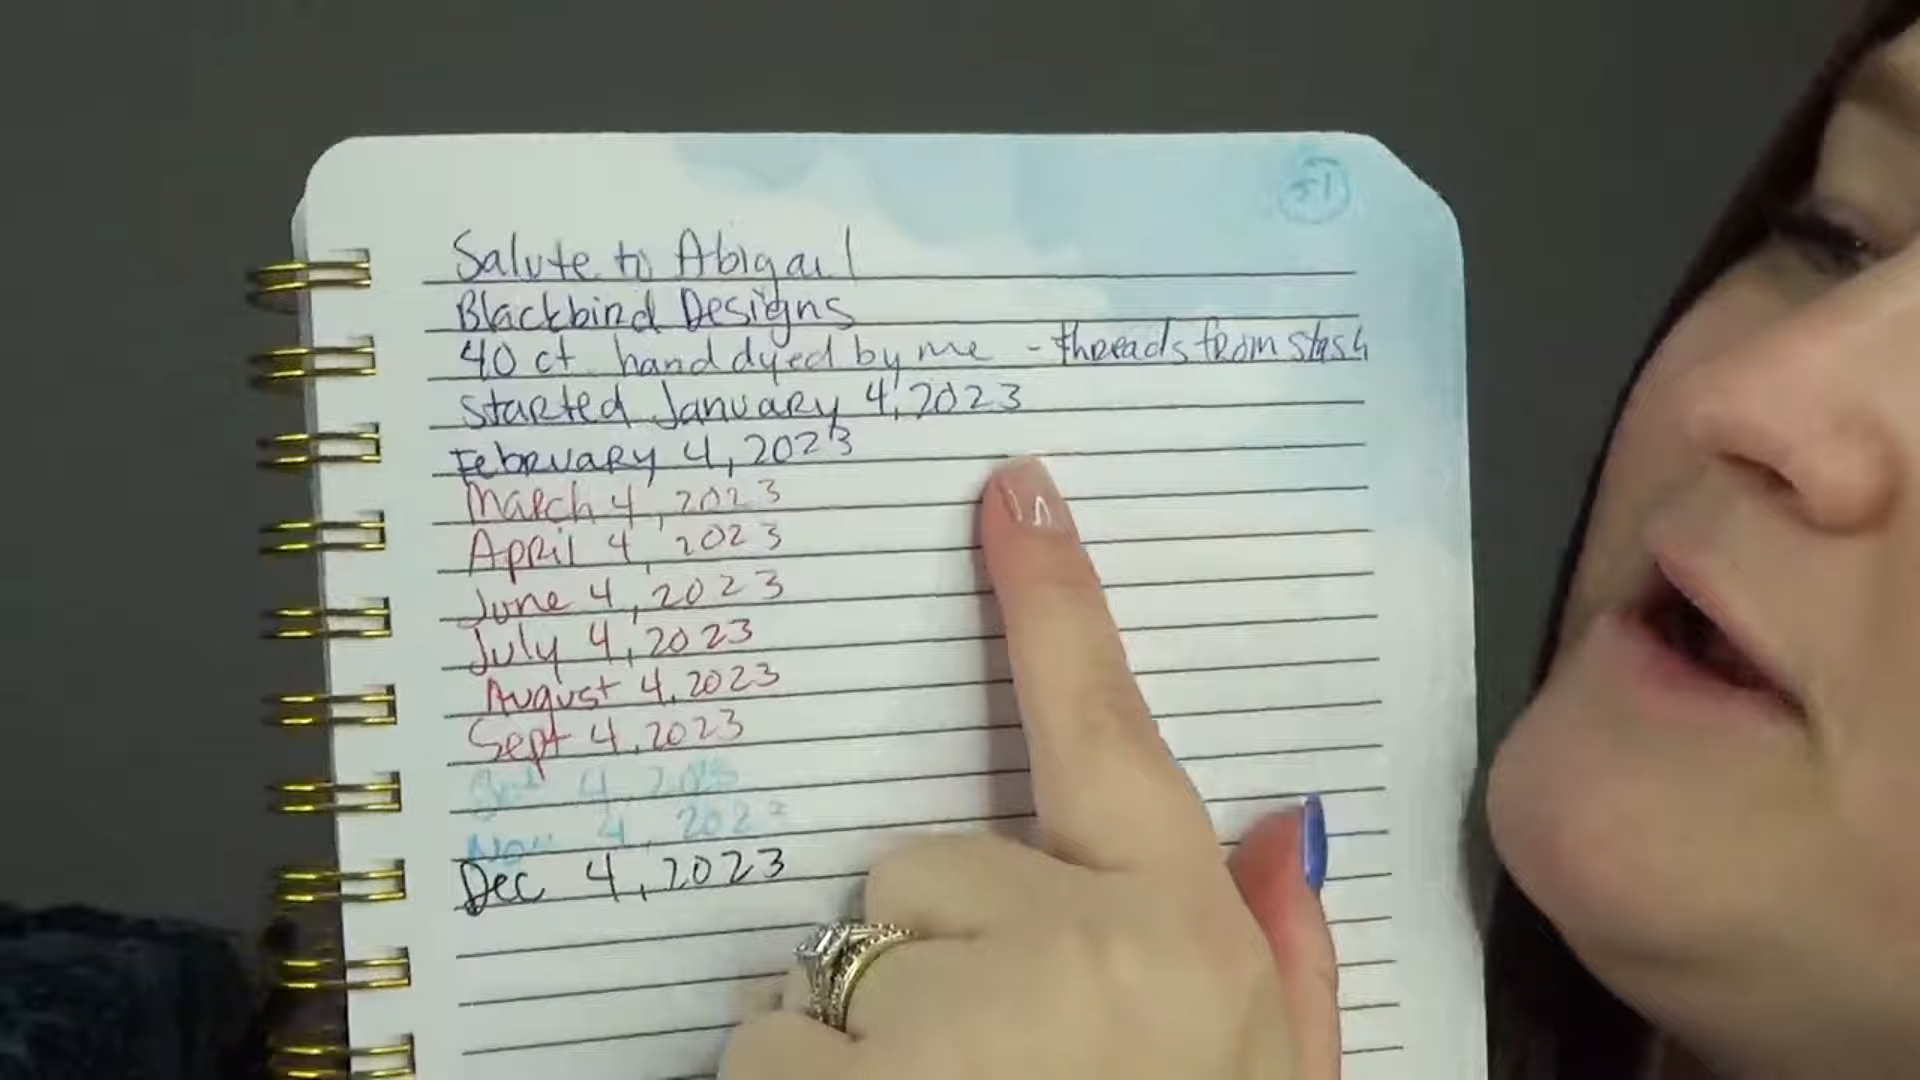 51
Salute to Abigail
Blackbird Designs
40 ct hand dyed by me - threads from stash
started January 4, 2023
February 4, 2023
March 4, 2023
April 4, 2023
June 4, 2023
July 4, 2023
August 4, 2023
Sept 4, 2023
4, 2023
Nov 4, 2023
Dec 4, 2023